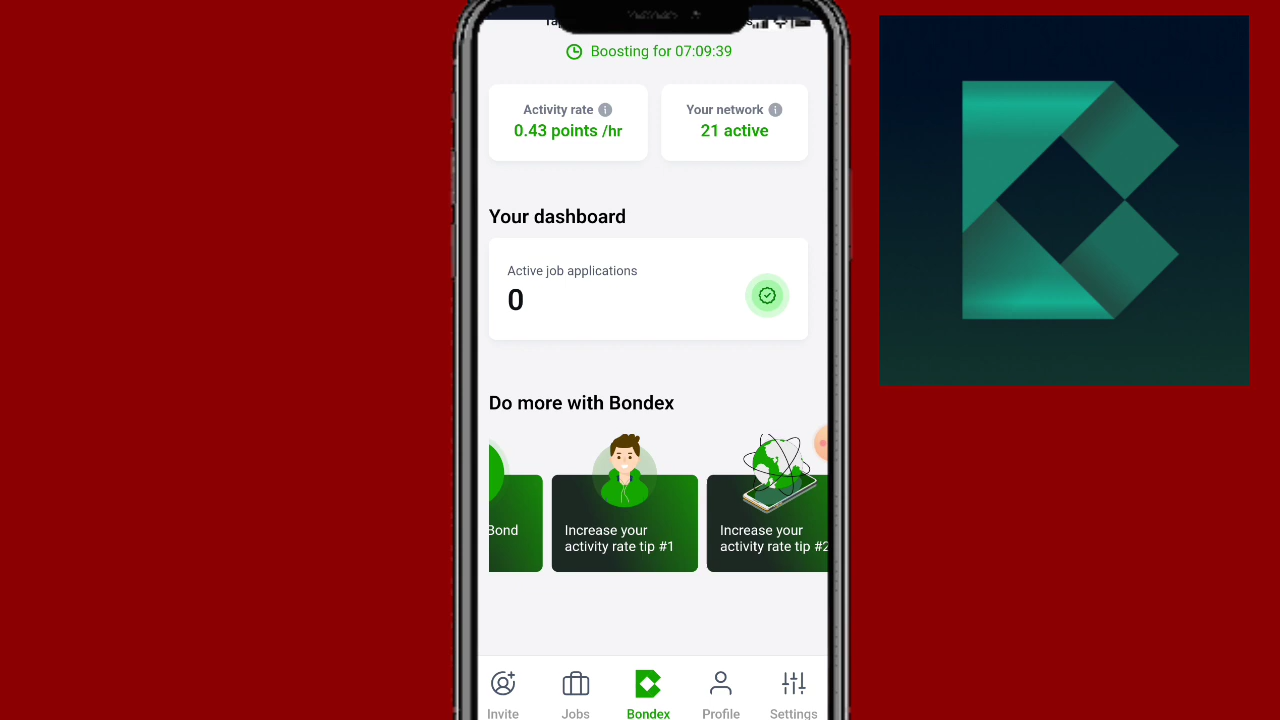 Boosting for 07:09:39
Activity rate
0.43 points /hr
Your network
21 active
Your dashboard
Active job applications
0
Do more with Bondex
Bond
Increase your
activity rate tip #1
Increase your
activity rate tip #2
Invite
Jobs
Bondex
Profile
Settings